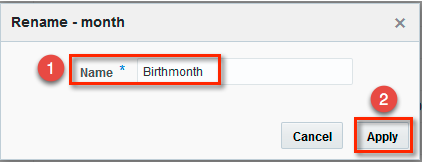 Rename - month ×
1 Name * Birthmonth
2
Cancel Apply